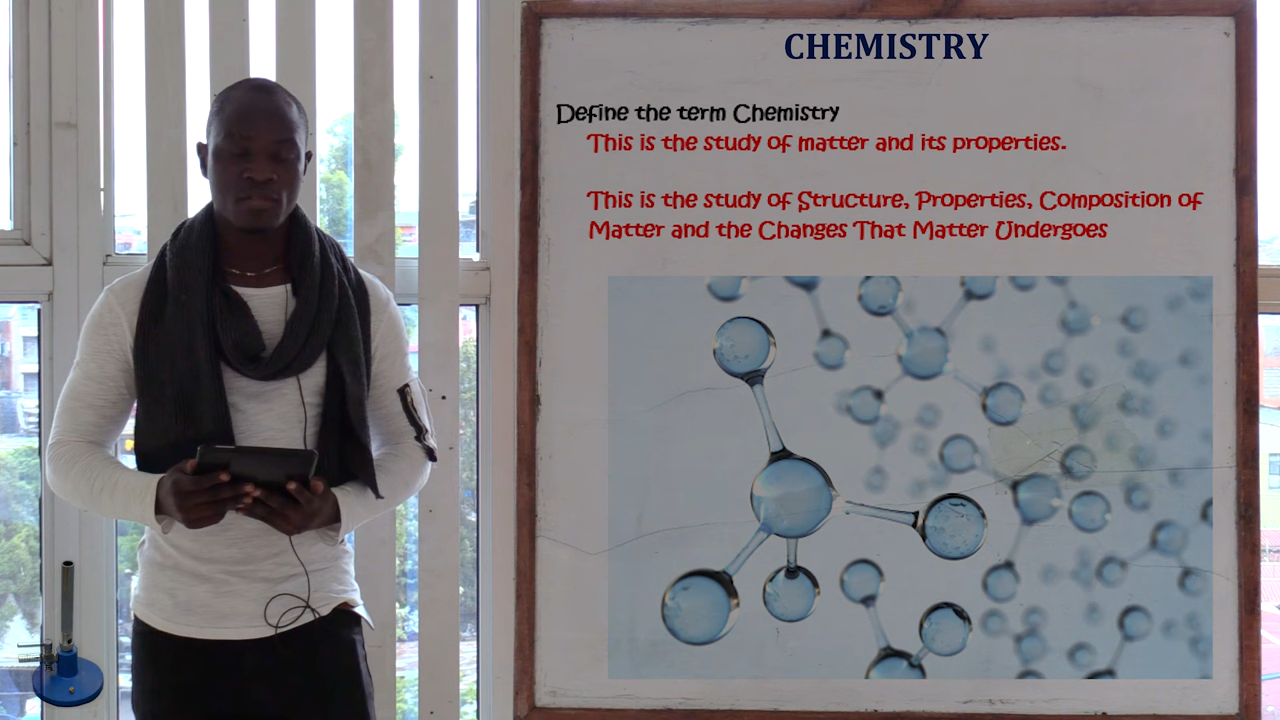 CHEMISTRY
Define the term Chemistry
This is the study of matter and its properties.
This is the study of Structure, Properties, Composition of
Matter and the Changes That Matter Undergoes